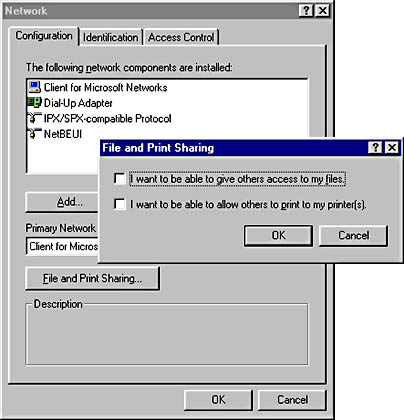 Network
Configuration Identification Access Control
The following network components are installed:
Client for Microsoft Networks
Dial-Up Adapter
IPX/SPX-compatible Protocol
NetBEUI
File and Print Sharing
I want to be able to give others access to my files.
I want to be able to allow others to print to my printer(s).
OK Cancel
Add...
Primary Network
Client for Micros
File and Print Sharing...
Description
OK Cancel